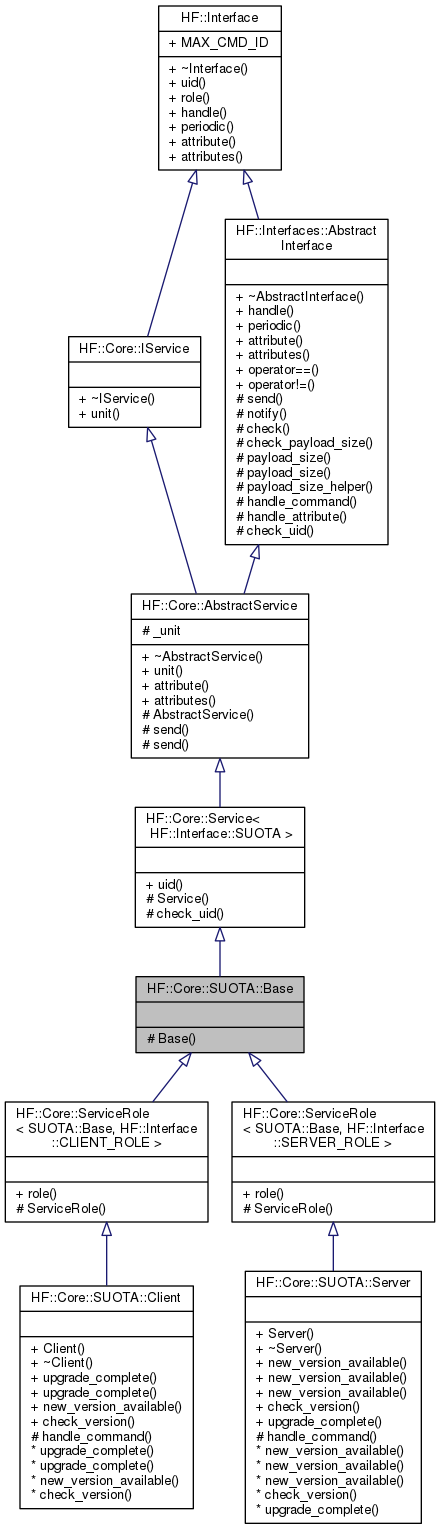 HF::Interface
+ MAX_CMD_ID
+ ~Interface()
+ uid()
+ role()
+ handle()
+ periodic()
+ attribute()
+ attributes()
HF::Interfaces::Abstract
Interface
+ ~AbstractInterface()
+ handle()
+ periodic()
+ attribute()
+ attributes()
+ operator==()
+ operator!=()
# send()
# notify()
# check()
# check_payload_size()
# payload_size()
# payload_size()
# payload_size_helper()
# handle_command()
# handle_attribute()
# check_uid()
HF::Core::IService
+ ~IService()
+ unit()
HF::Core::AbstractService
# _unit
+ ~AbstractService()
+ unit()
+ attribute()
+ attributes()
# AbstractService()
# send()
# send()
HF::Core::Service<
HF::Interface::SUOTA >
+ uid()
# Service()
# check_uid()
HF::Core::SUOTA::Base
# Base()
HF::Core::ServiceRole
< SUOTA::Base, HF::Interface
::CLIENT_ROLE >
+ role()
# ServiceRole()
HF::Core::ServiceRole
< SUOTA::Base, HF::Interface
::SERVER_ROLE >
+ role()
# ServiceRole()
HF::Core::SUOTA::Client
+ Client()
+ ~Client()
+ upgrade_complete()
+ upgrade_complete()
+ new_version_available()
+ check_version()
# handle_command()
* upgrade_complete()
* upgrade_complete()
* new_version_available()
* check_version()
HF::Core::SUOTA::Server
+ Server()
+ ~Server()
+ new_version_available()
+ new_version_available()
+ new_version_available()
+ check_version()
+ upgrade_complete()
# handle_command()
* new_version_available()
* new_version_available()
* new_version_available()
* check_version()
* upgrade_complete()